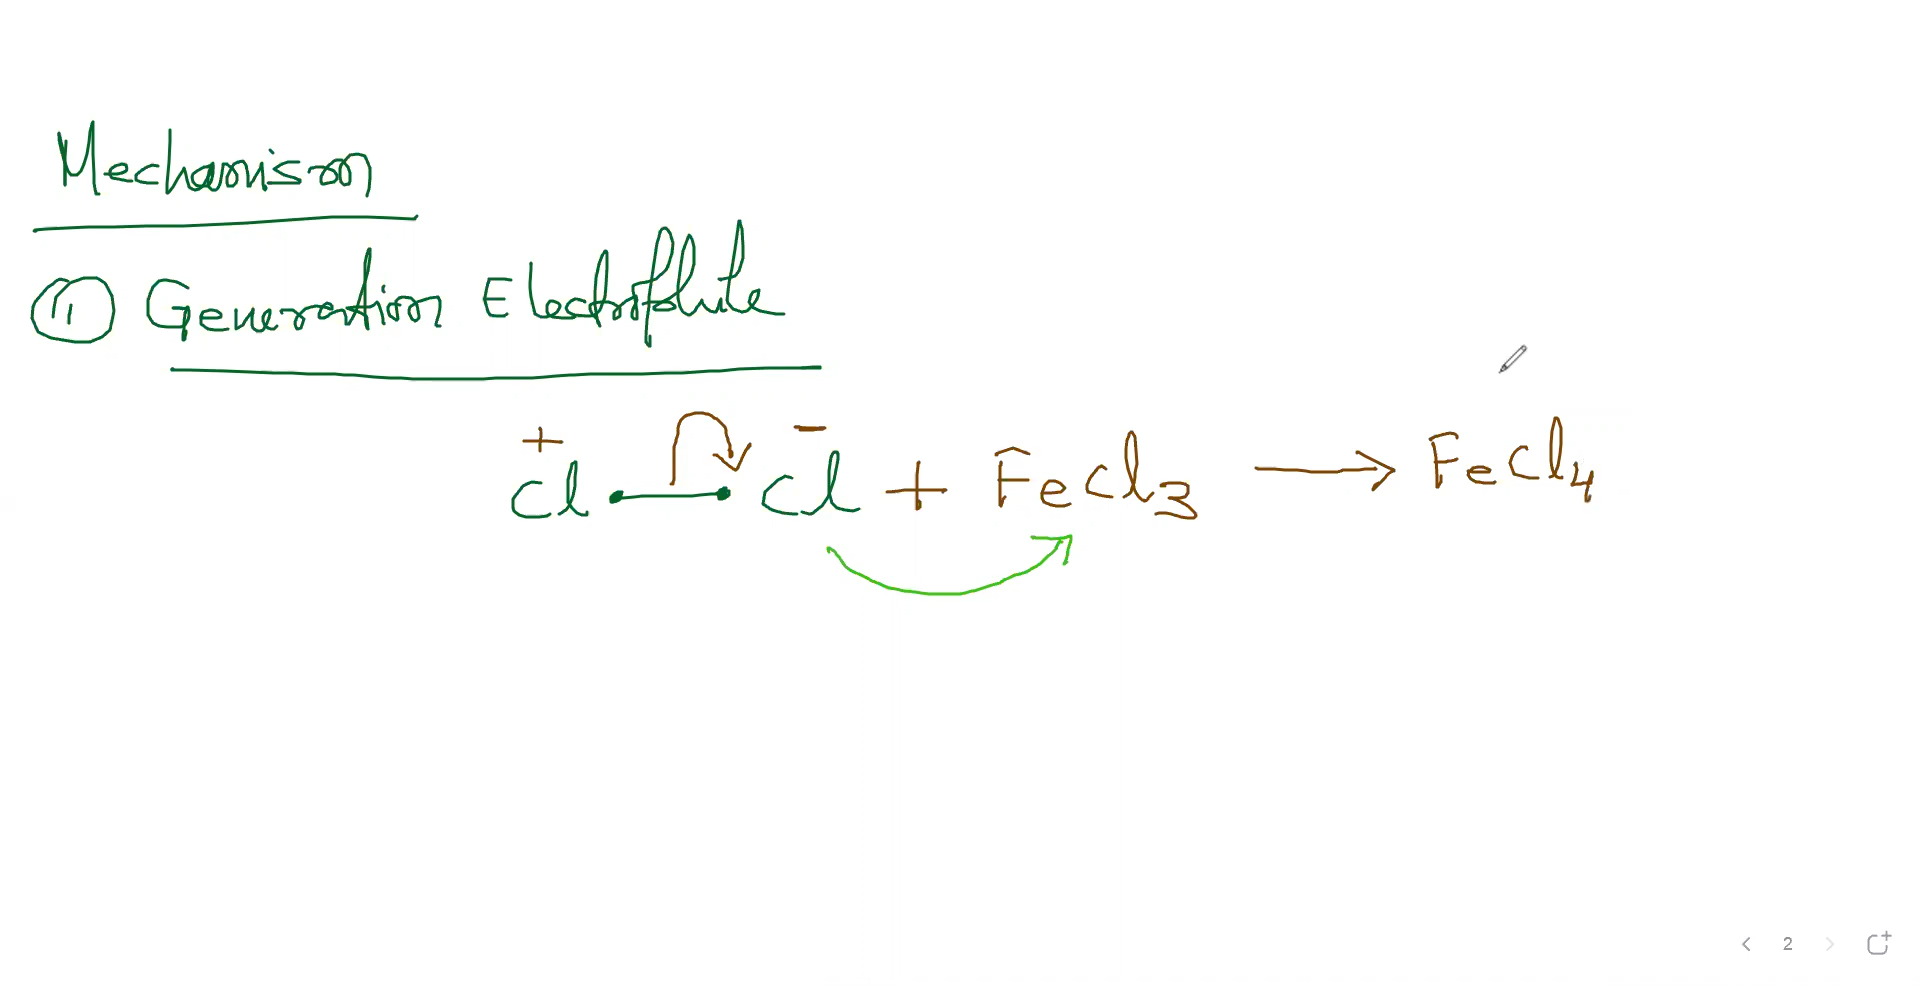 Mechanism
① Generation Electrophile
+ -
Cl — Cl + FeCl₃ → FeCl₄
2